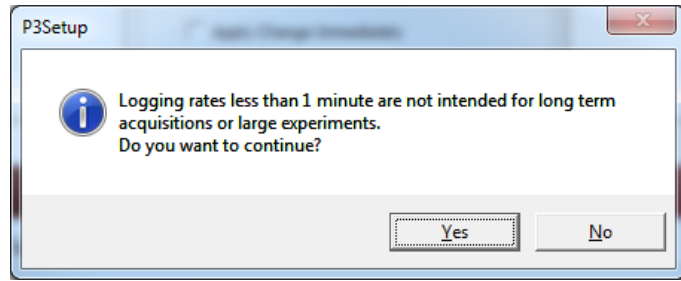 P3Setup
Logging rates less than 1 minute are not intended for long term
acquisitions or large experiments.
Do you want to continue?
Yes
No